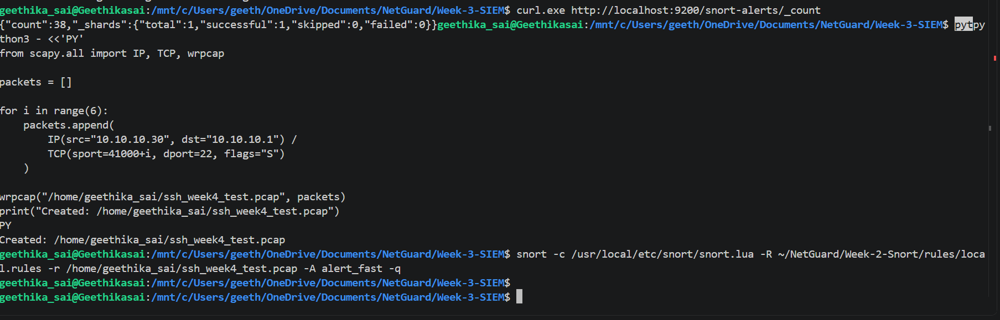 geethika_sai@Geethikasai:/mnt/c/Users/geeth/OneDrive/Documents/NetGuard/Week-3-SIEM$ curl.exe http://localhost:9200/snort-alerts/_count
{"count":38,"_shards":{"total":1,"successful":1,"skipped":0,"failed":0}}geethika_sai@Geethikasai:/mnt/c/Users/geeth/OneDrive/Documents/NetGuard/Week-3-SIEM$ pytpy
thon3 - <<'PY'
from scapy.all import IP, TCP, wrpcap

packets = []

for i in range(6):
    packets.append(
        IP(src="10.10.10.30", dst="10.10.10.1") /
        TCP(sport=41000+i, dport=22, flags="S")
    )

wrpcap("/home/geethika_sai/ssh_week4_test.pcap", packets)
print("Created: /home/geethika_sai/ssh_week4_test.pcap")
PY
Created: /home/geethika_sai/ssh_week4_test.pcap
geethika_sai@Geethikasai:/mnt/c/Users/geeth/OneDrive/Documents/NetGuard/Week-3-SIEM$ snort -c /usr/local/etc/snort/snort.lua -R ~/NetGuard/Week-2-Snort/rules/loca
l.rules -r /home/geethika_sai/ssh_week4_test.pcap -A alert_fast -q
geethika_sai@Geethikasai:/mnt/c/Users/geeth/OneDrive/Documents/NetGuard/Week-3-SIEM$
geethika_sai@Geethikasai:/mnt/c/Users/geeth/OneDrive/Documents/NetGuard/Week-3-SIEM$